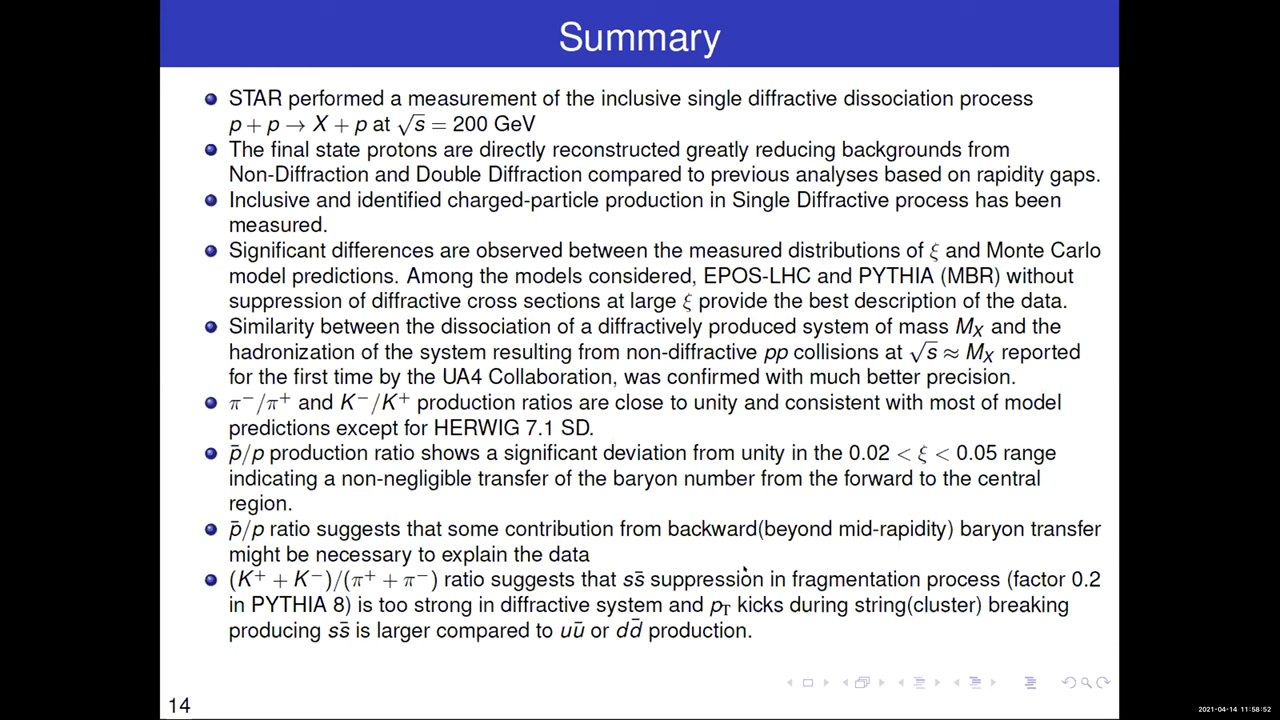 Summary
STAR performed a measurement of the inclusive single diffractive dissociation process
p + p → X + p at √s = 200 GeV
The final state protons are directly reconstructed greatly reducing backgrounds from
Non-Diffraction and Double Diffraction compared to previous analyses based on rapidity gaps.
Inclusive and identified charged-particle production in Single Diffractive process has been
measured.
Significant differences are observed between the measured distributions of ξ and Monte Carlo
model predictions. Among the models considered, EPOS-LHC and PYTHIA (MBR) without
suppression of diffractive cross sections at large ξ provide the best description of the data.
Similarity between the dissociation of a diffractively produced system of mass M_X and the
hadronization of the system resulting from non-diffractive pp collisions at √s ≈ M_X reported
for the first time by the UA4 Collaboration, was confirmed with much better precision.
π⁻/π⁺ and K⁻/K⁺ production ratios are close to unity and consistent with most of model
predictions except for HERWIG 7.1 SD.
p̄/p production ratio shows a significant deviation from unity in the 0.02 < ξ < 0.05 range
indicating a non-negligible transfer of the baryon number from the forward to the central
region.
p̄/p ratio suggests that some contribution from backward(beyond mid-rapidity) baryon transfer
might be necessary to explain the data
(K⁺ + K⁻)/(π⁺ + π⁻) ratio suggests that ss̄ suppression in fragmentation process (factor 0.2
in PYTHIA 8) is too strong in diffractive system and p_T kicks during string(cluster) breaking
producing ss̄ is larger compared to uū or dd̄ production.
14
2021-04-14 11:58:52